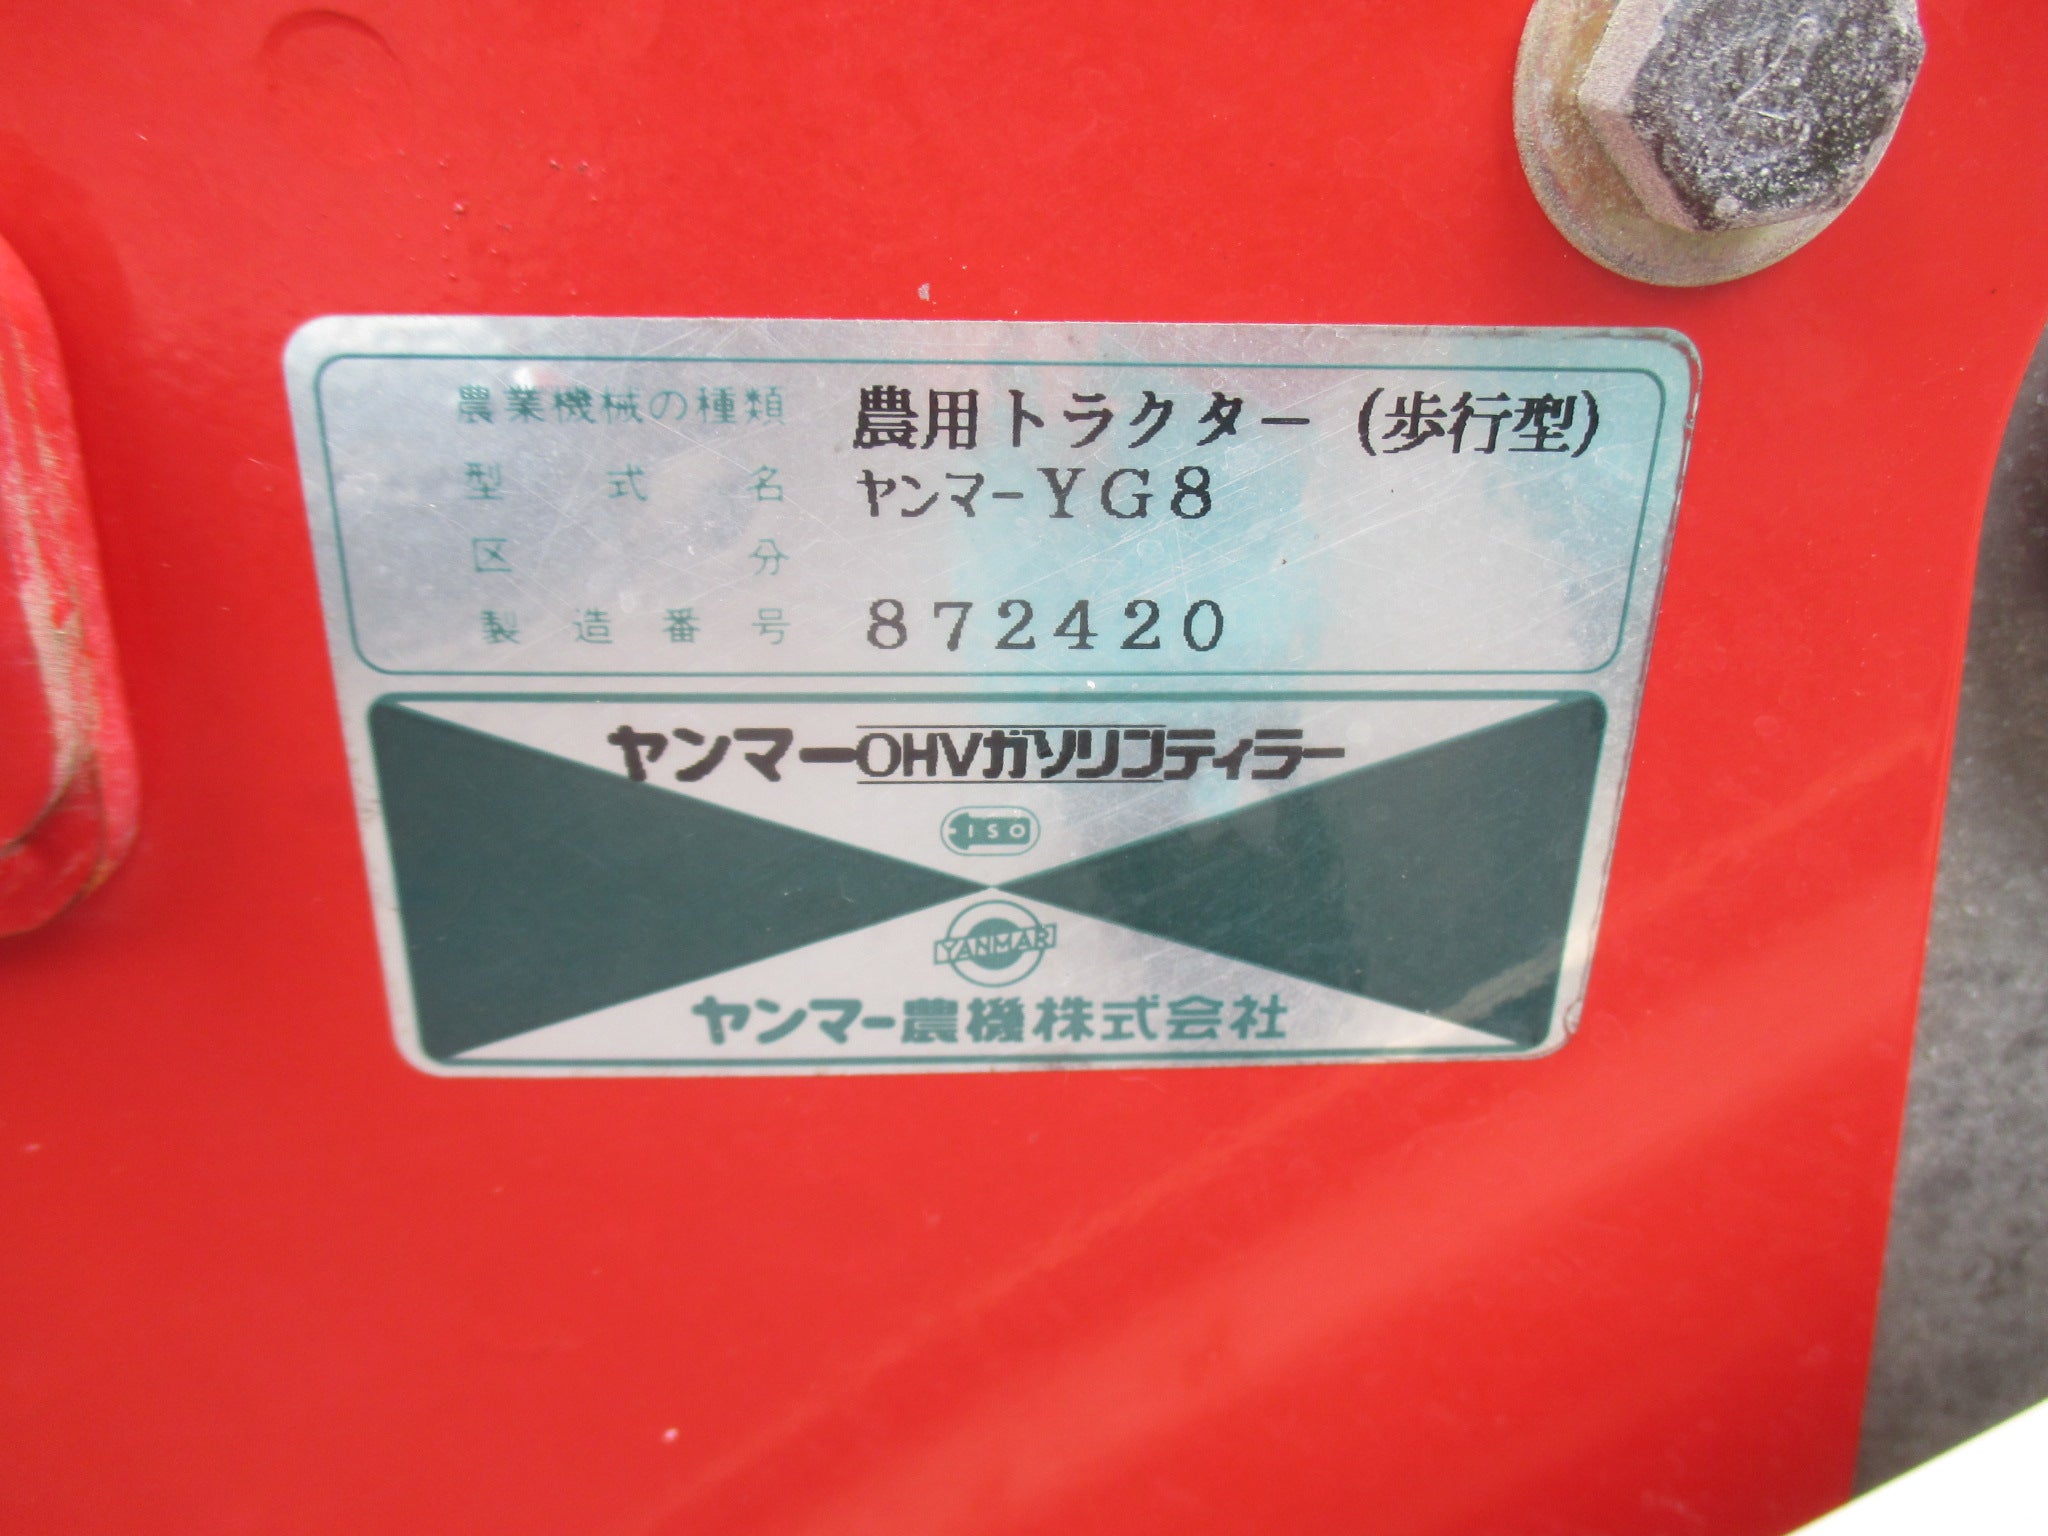 農業機械の種類 農用トラクター (歩行型)
型式名 ヤンマーYG8
区分
製造番号 872420
ヤンマーOHVガソリンティラー
ISO
YANMAR
ヤンマー農機株式会社